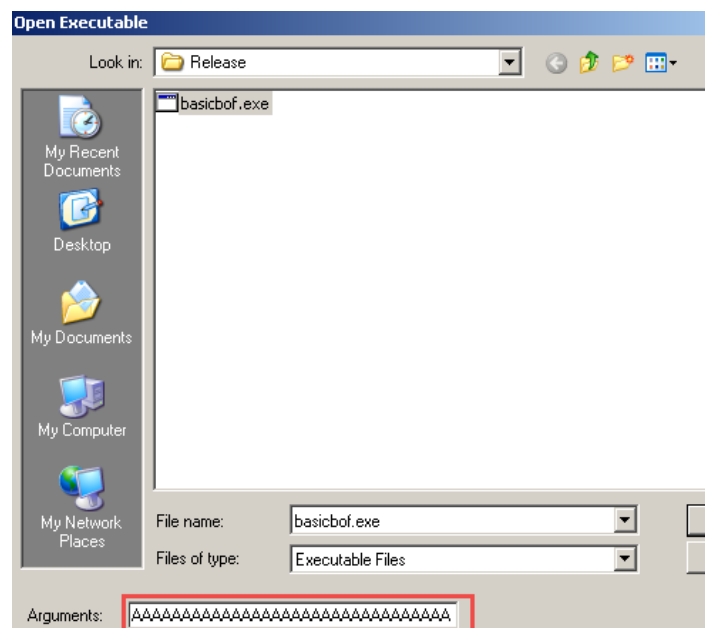 Open Executable
Look in: Release
basicbof.exe
My Recent
Documents
Desktop
My Documents
My Computer
My Network
Places
File name: basicbof.exe
Files of type: Executable Files
Arguments: AAAAAAAAAAAAAAAAAAAAAAAAAAAAAAAAA